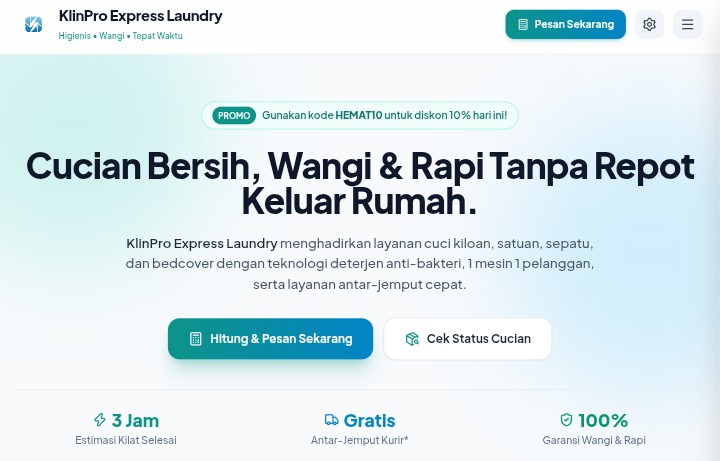 KlinPro Express Laundry
Higienis • Wangi • Tepat Waktu
Pesan Sekarang
PROMO Gunakan kode HEMAT10 untuk diskon 10% hari ini!
Cucian Bersih, Wangi & Rapi Tanpa Repot
Keluar Rumah.
KlinPro Express Laundry menghadirkan layanan cuci kiloan, satuan, sepatu,
dan bedcover dengan teknologi deterjen anti-bakteri, 1 mesin 1 pelanggan,
serta layanan antar-jemput cepat.
Hitung & Pesan Sekarang
Cek Status Cucian
3 Jam
Estimasi Kilat Selesai
Gratis
Antar-Jemput Kurir*
100%
Garansi Wangi & Rapi